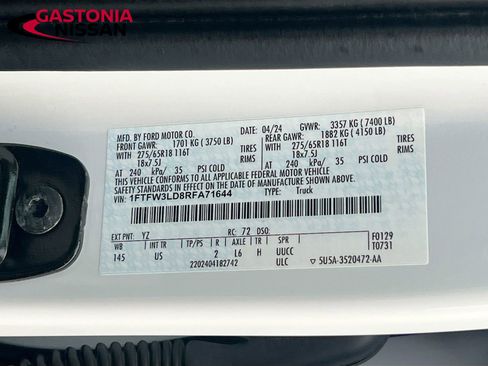 GASTONIA
NISSAN
MFD. BY FORD MOTOR CO. 04/24 GVWR: 3357 KG (7400 LB)
FRONT GAWR: 1701 KG (3750 LB) REAR GAWR: 1882 KG (4150 LB)
WITH 275/65R18 116T TIRES WITH 275/65R18 116T TIRES
18x7.5J RIMS 18x7.5J RIMS
AT 240 kPa/ 35 PSI COLD AT 240 kPa/ 35 PSI COLD
THIS VEHICLE CONFORMS TO ALL APPLICABLE FEDERAL MOTOR VEHICLE
SAFETY STANDARDS IN EFFECT ON THE DATE OF MANUFACTURE SHOWN ABOVE.
VIN: 1FTFW3LD8RFA71644 TYPE: Truck
EXT PNT: YZ RC: 72 DSO: F0129
WB INT TR TP/PS R AXLE TR SPR T0731
145 US 2 L6 H UUCC
2202404182742 ULC 5U5A-3520472-AA